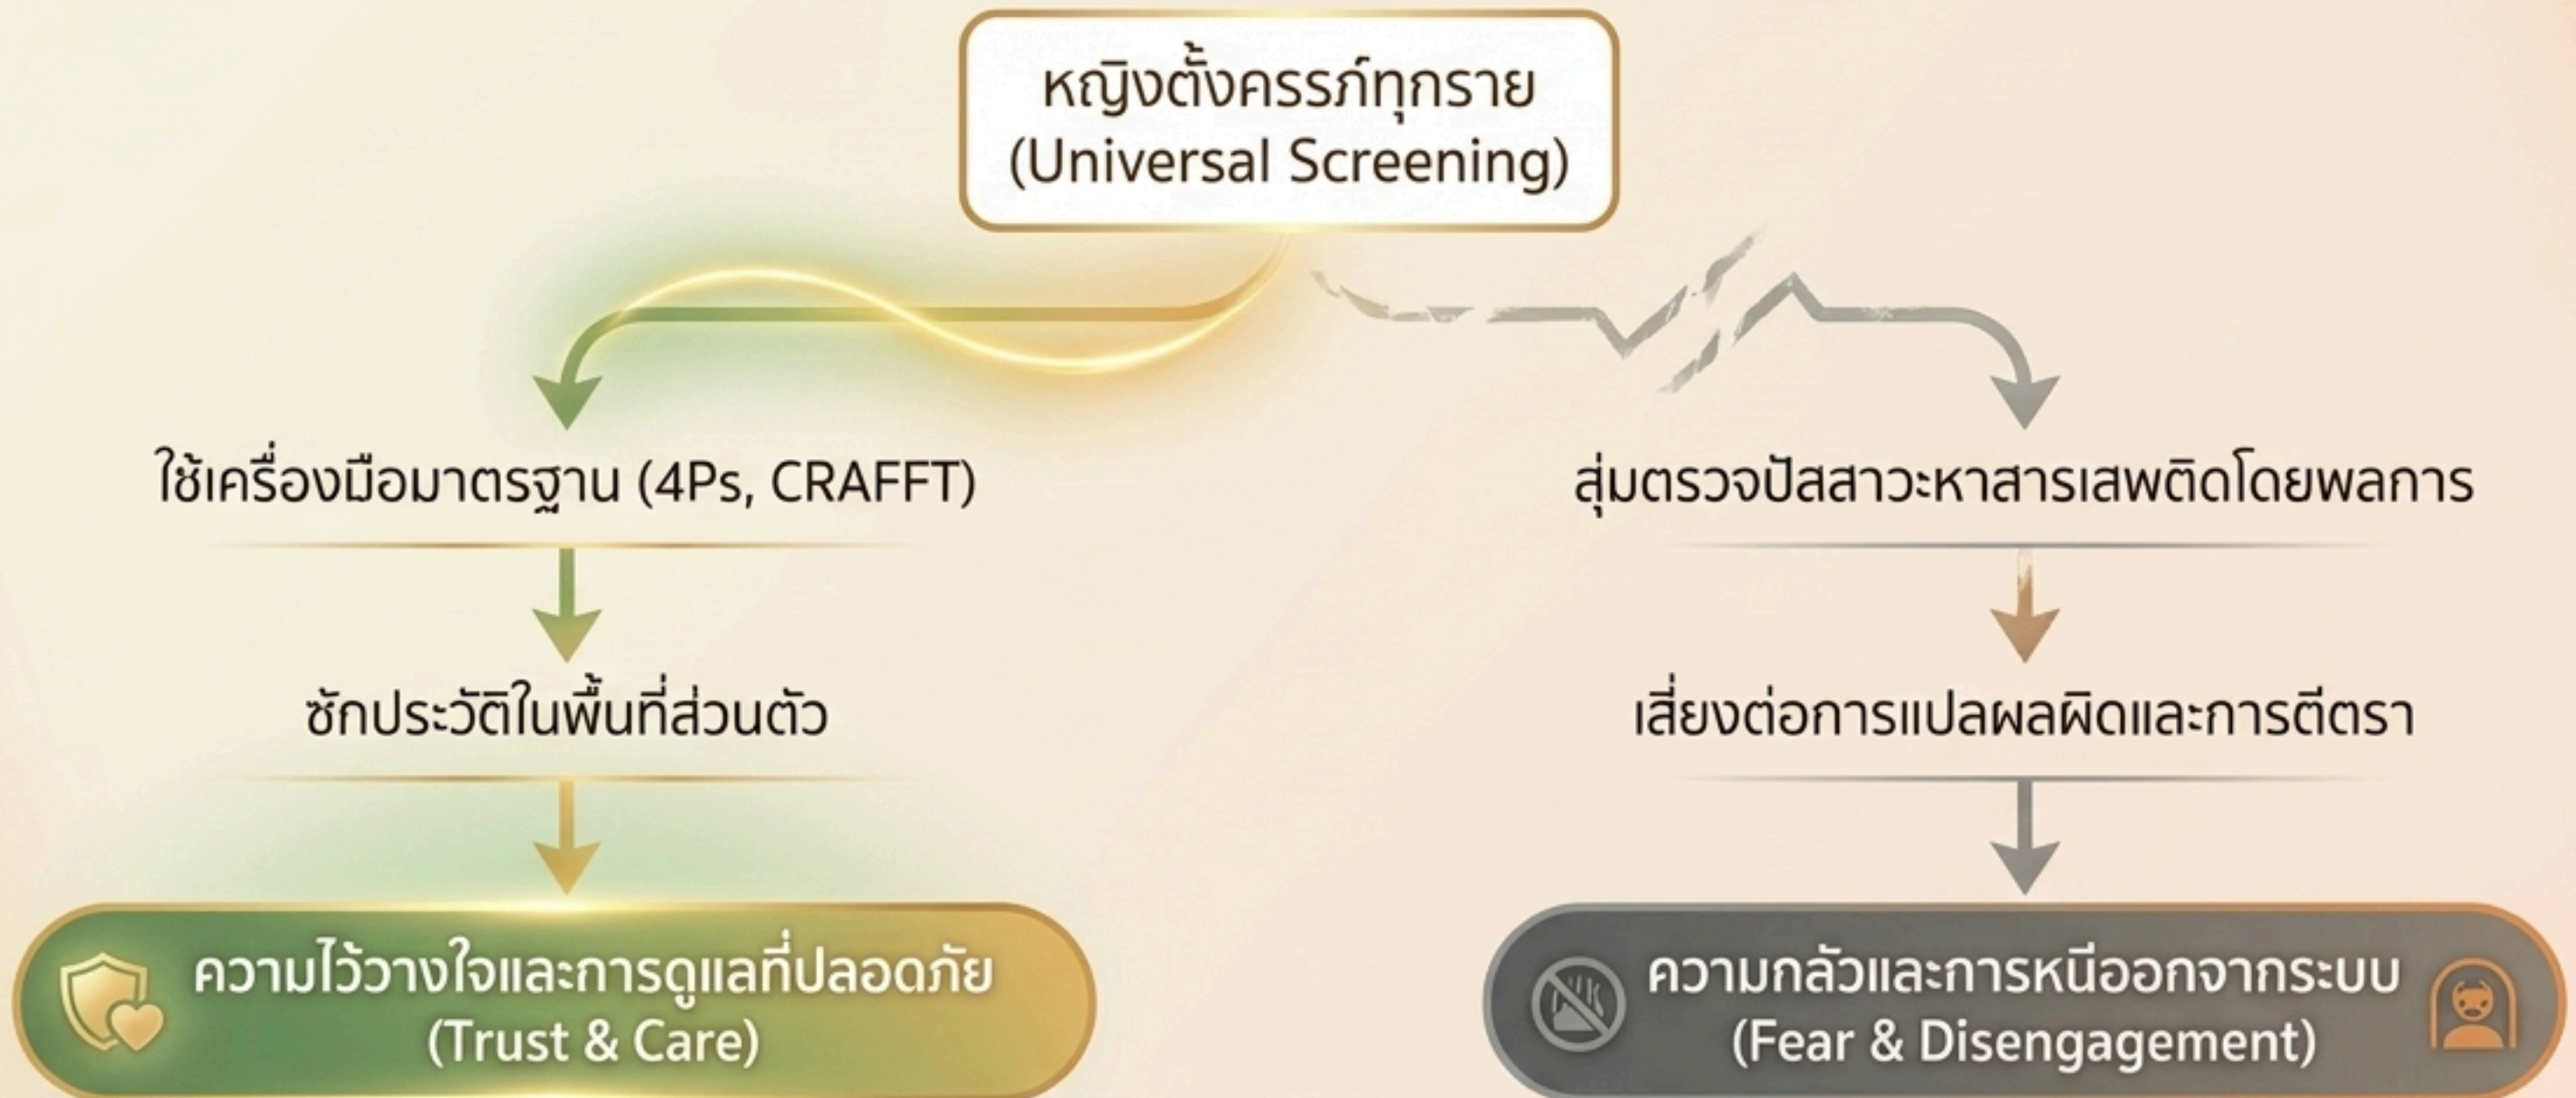 หญิงตั้งครรภ์ทุกราย
(Universal Screening)
ใช้เครื่องมือมาตรฐาน (4Ps, CRAFFT)
ซักประวัติในพื้นที่ส่วนตัว
ความไว้วางใจและการดูแลที่ปลอดภัย
(Trust & Care)
สุ่มตรวจปัสสาวะหาสารเสพติดโดยพลการ
เสี่ยงต่อการแปลผลผิดและการตีตรา
ความกลัวและการหนีออกจากระบบ
(Fear & Disengagement)